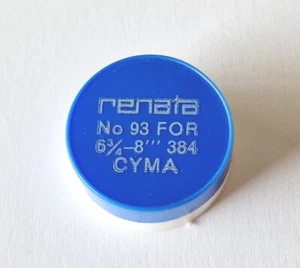 renata
No 93 FOR
6¾–8''' 384
CYMA